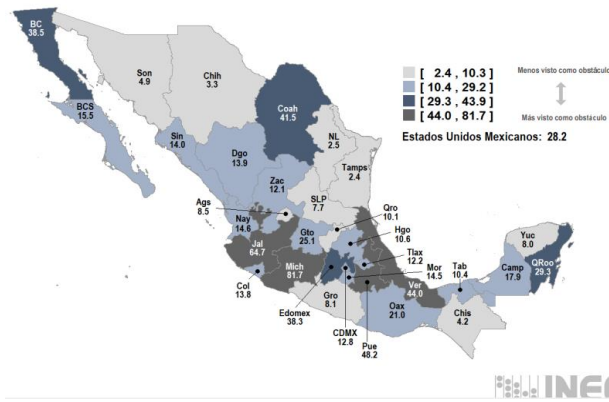 BC
38.5
Son
4.9
Chih
3.3
Coah
41.5
BCS
15.5
Sin
14.0
Dgo
13.9
NL
2.5
Tamps
2.4
Zac
12.1
SLP
7.7
Ags
8.5
Nay
14.6
Gto
25.1
Qro
10.1
Hgo
10.6
Tlax
12.2
Mor
14.5
Jal
64.7
Mich
81.7
Col
13.8
Edomex
38.3
Gro
8.1
CDMX
12.8
Pue
48.2
Ver
44.0
Oax
21.0
Tab
10.4
Chis
4.2
Camp
17.9
Yuc
8.0
QRoo
29.3
[ 2.4 , 10.3]
[ 10.4 , 29.2]
[ 29.3 , 43.9]
[ 44.0 , 81.7]
Menos visto como obstáculo
Más visto como obstáculo
Estados Unidos Mexicanos: 28.2